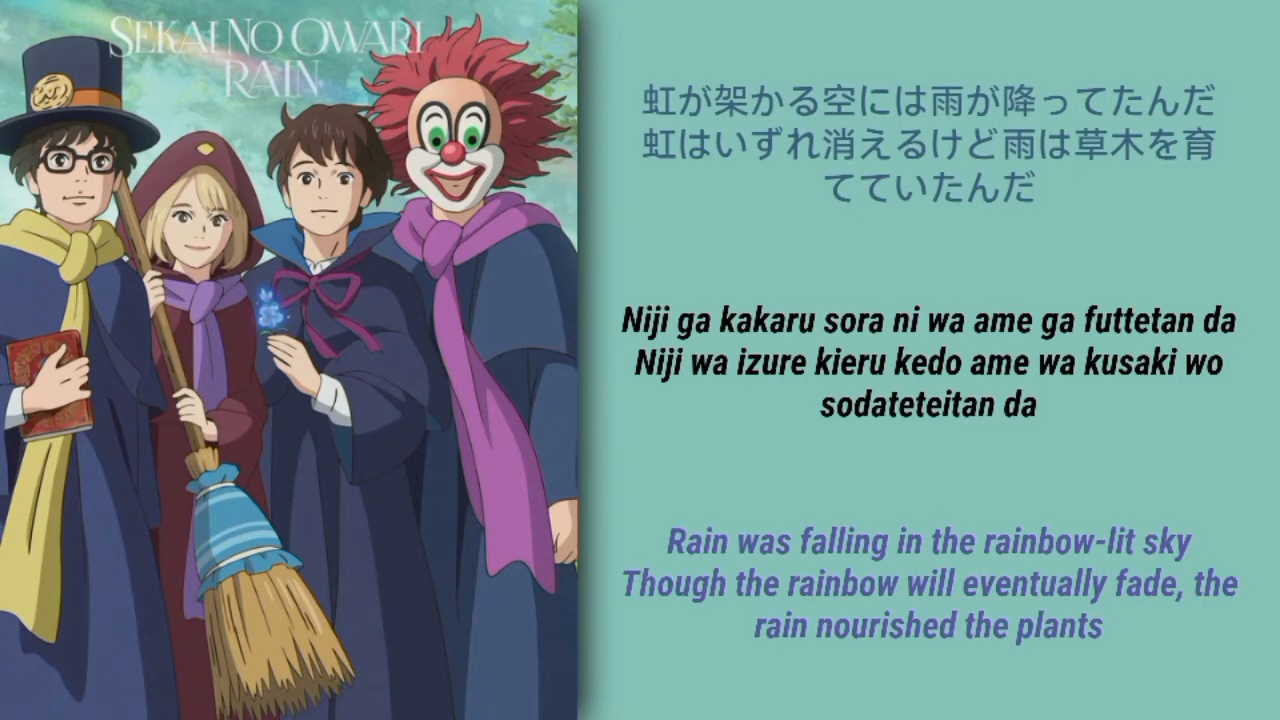 SEKAI NO OWARI
RAIN
虹が架かる空には雨が降ってたんだ
虹はいずれ消えるけど雨は草木を育
てていたんだ
Niji ga kakaru sora ni wa ame ga futtetan da
Niji wa izure kieru kedo ame wa kusaki wo
sodateteitan da
Rain was falling in the rainbow-lit sky
Though the rainbow will eventually fade, the
rain nourished the plants